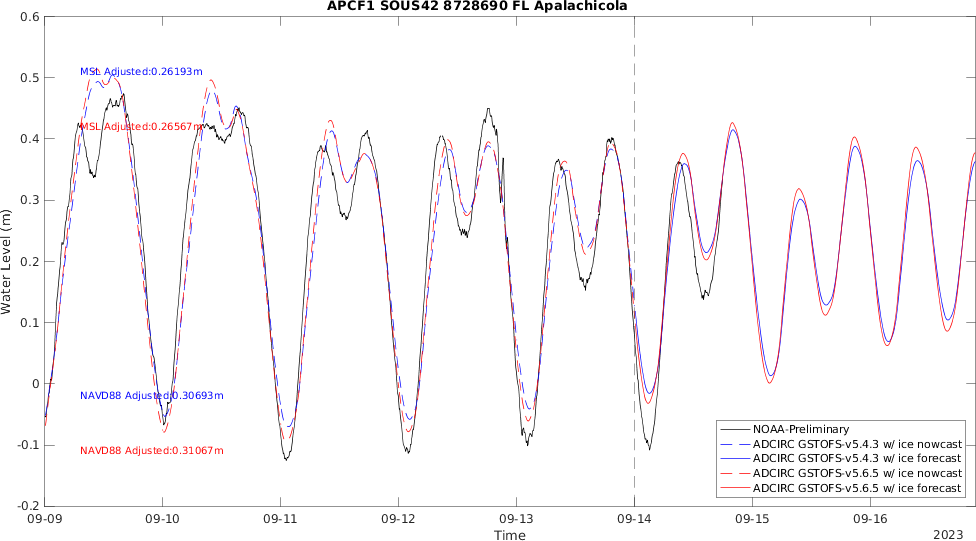 APCF1 SOUS42 8728690 FL Apalachicola
0.6
0.5
0.4
0.3
0.2
0.1
0
-0.1
-0.2
Water Level (m)
MSL Adjusted:0.26193m
MSL Adjusted:0.26567m
NAVD88 Adjusted:0.30693m
NAVD88 Adjusted:0.31067m
NOAA-Preliminary
ADCIRC GSTOFS-v5.4.3 w/ ice nowcast
ADCIRC GSTOFS-v5.4.3 w/ ice forecast
ADCIRC GSTOFS-v5.6.5 w/ ice nowcast
ADCIRC GSTOFS-v5.6.5 w/ ice forecast
09-09 09-10 09-11 09-12 09-13 09-14 09-15 09-16
Time
2023